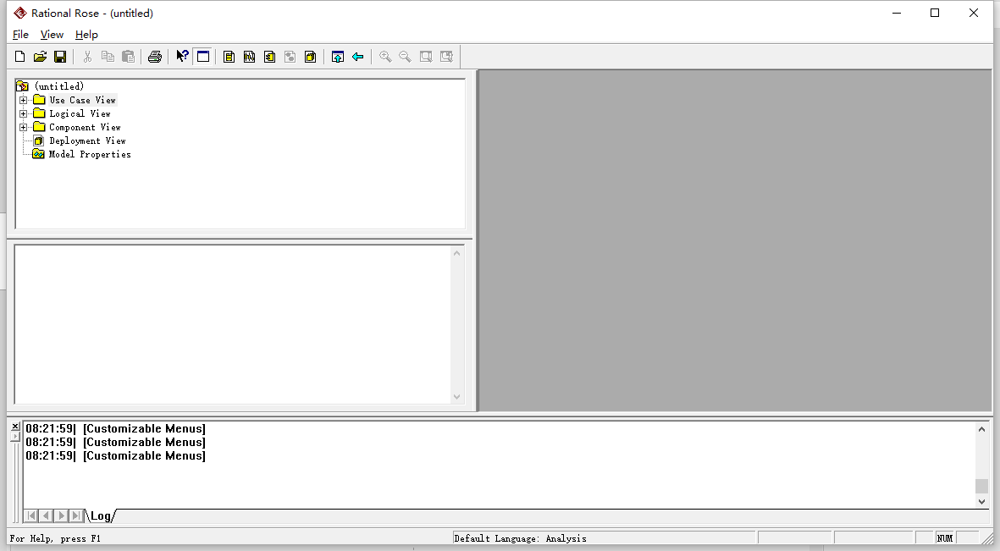 Rational Rose - (untitled)
File View Help
(untitled)
Use Case View
Logical View
Component View
Deployment View
Model Properties
08:21:59| [Customizable Menus]
08:21:59| [Customizable Menus]
08:21:59| [Customizable Menus]
Log
For Help, press F1
Default Language: Analysis
NUM